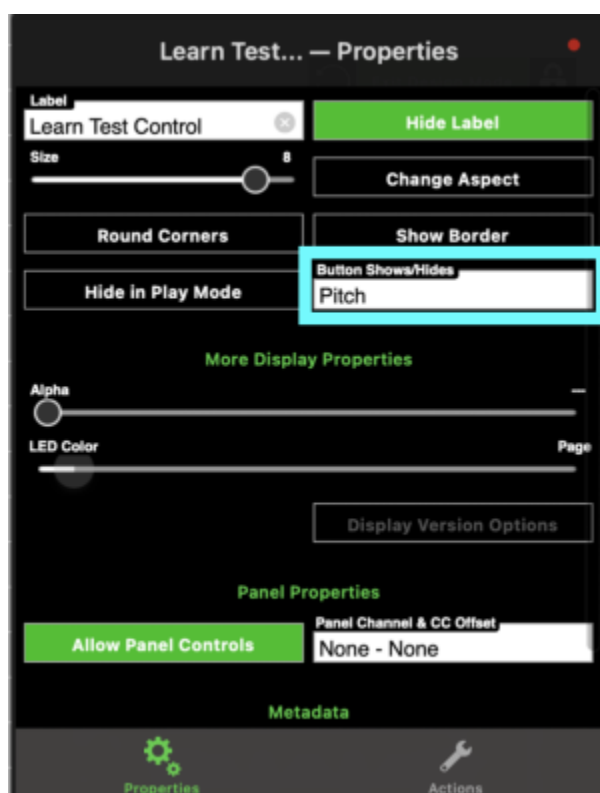 Learn Test... — Properties
Label
Learn Test Control
Hide Label
Size 8
Change Aspect
Round Corners
Show Border
Hide in Play Mode
Button Shows/Hides
Pitch
More Display Properties
Alpha —
LED Color Page
Display Version Options
Panel Properties
Allow Panel Controls
Panel Channel & CC Offset
None - None
Metadata
Properties
Actions